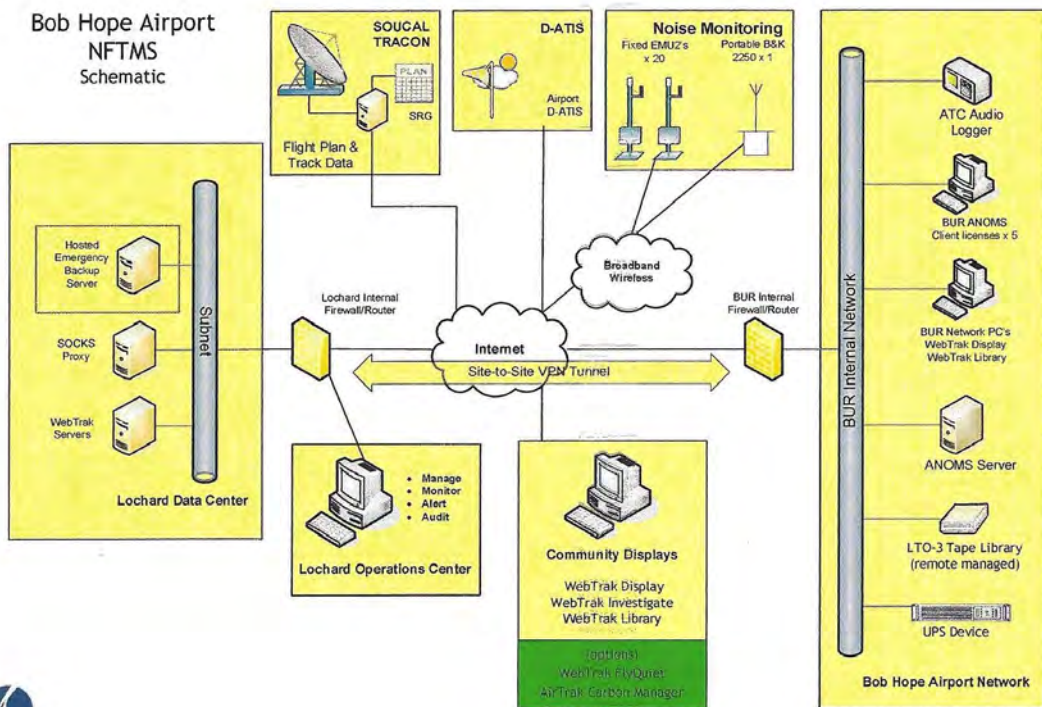 Bob Hope Airport
NFTMS
Schematic
SOUCAL
TRACON
PLAN
SRG
Flight Plan &
Track Data
D-ATIS
Airport
D-ATIS
Noise Monitoring
Fixed EMU2's
x 20
Portable B&K
2250 x 1
Hosted
Emergency
Backup
Server
SOCKS
Proxy
WebTrak
Servers
Subnet
Lochard Data Center
Lochard Internal
Firewall/Router
Internet
Site-to-Site VPN Tunnel
Broadband
Wireless
BUR Internal
Firewall/Router
• Manage
• Monitor
• Alert
• Audit
Lochard Operations Center
Community Displays
WebTrak Display
WebTrak Investigate
WebTrak Library
(options)
WebTrak FlyQuiet
AirTrak Carbon Manager
BUR Internal Network
ATC Audio
Logger
BUR ANOMS
Client licenses x 5
BUR Network PC's
WebTrak Display
WebTrak Library
ANOMS Server
LTO-3 Tape Library
(remote managed)
UPS Device
Bob Hope Airport Network